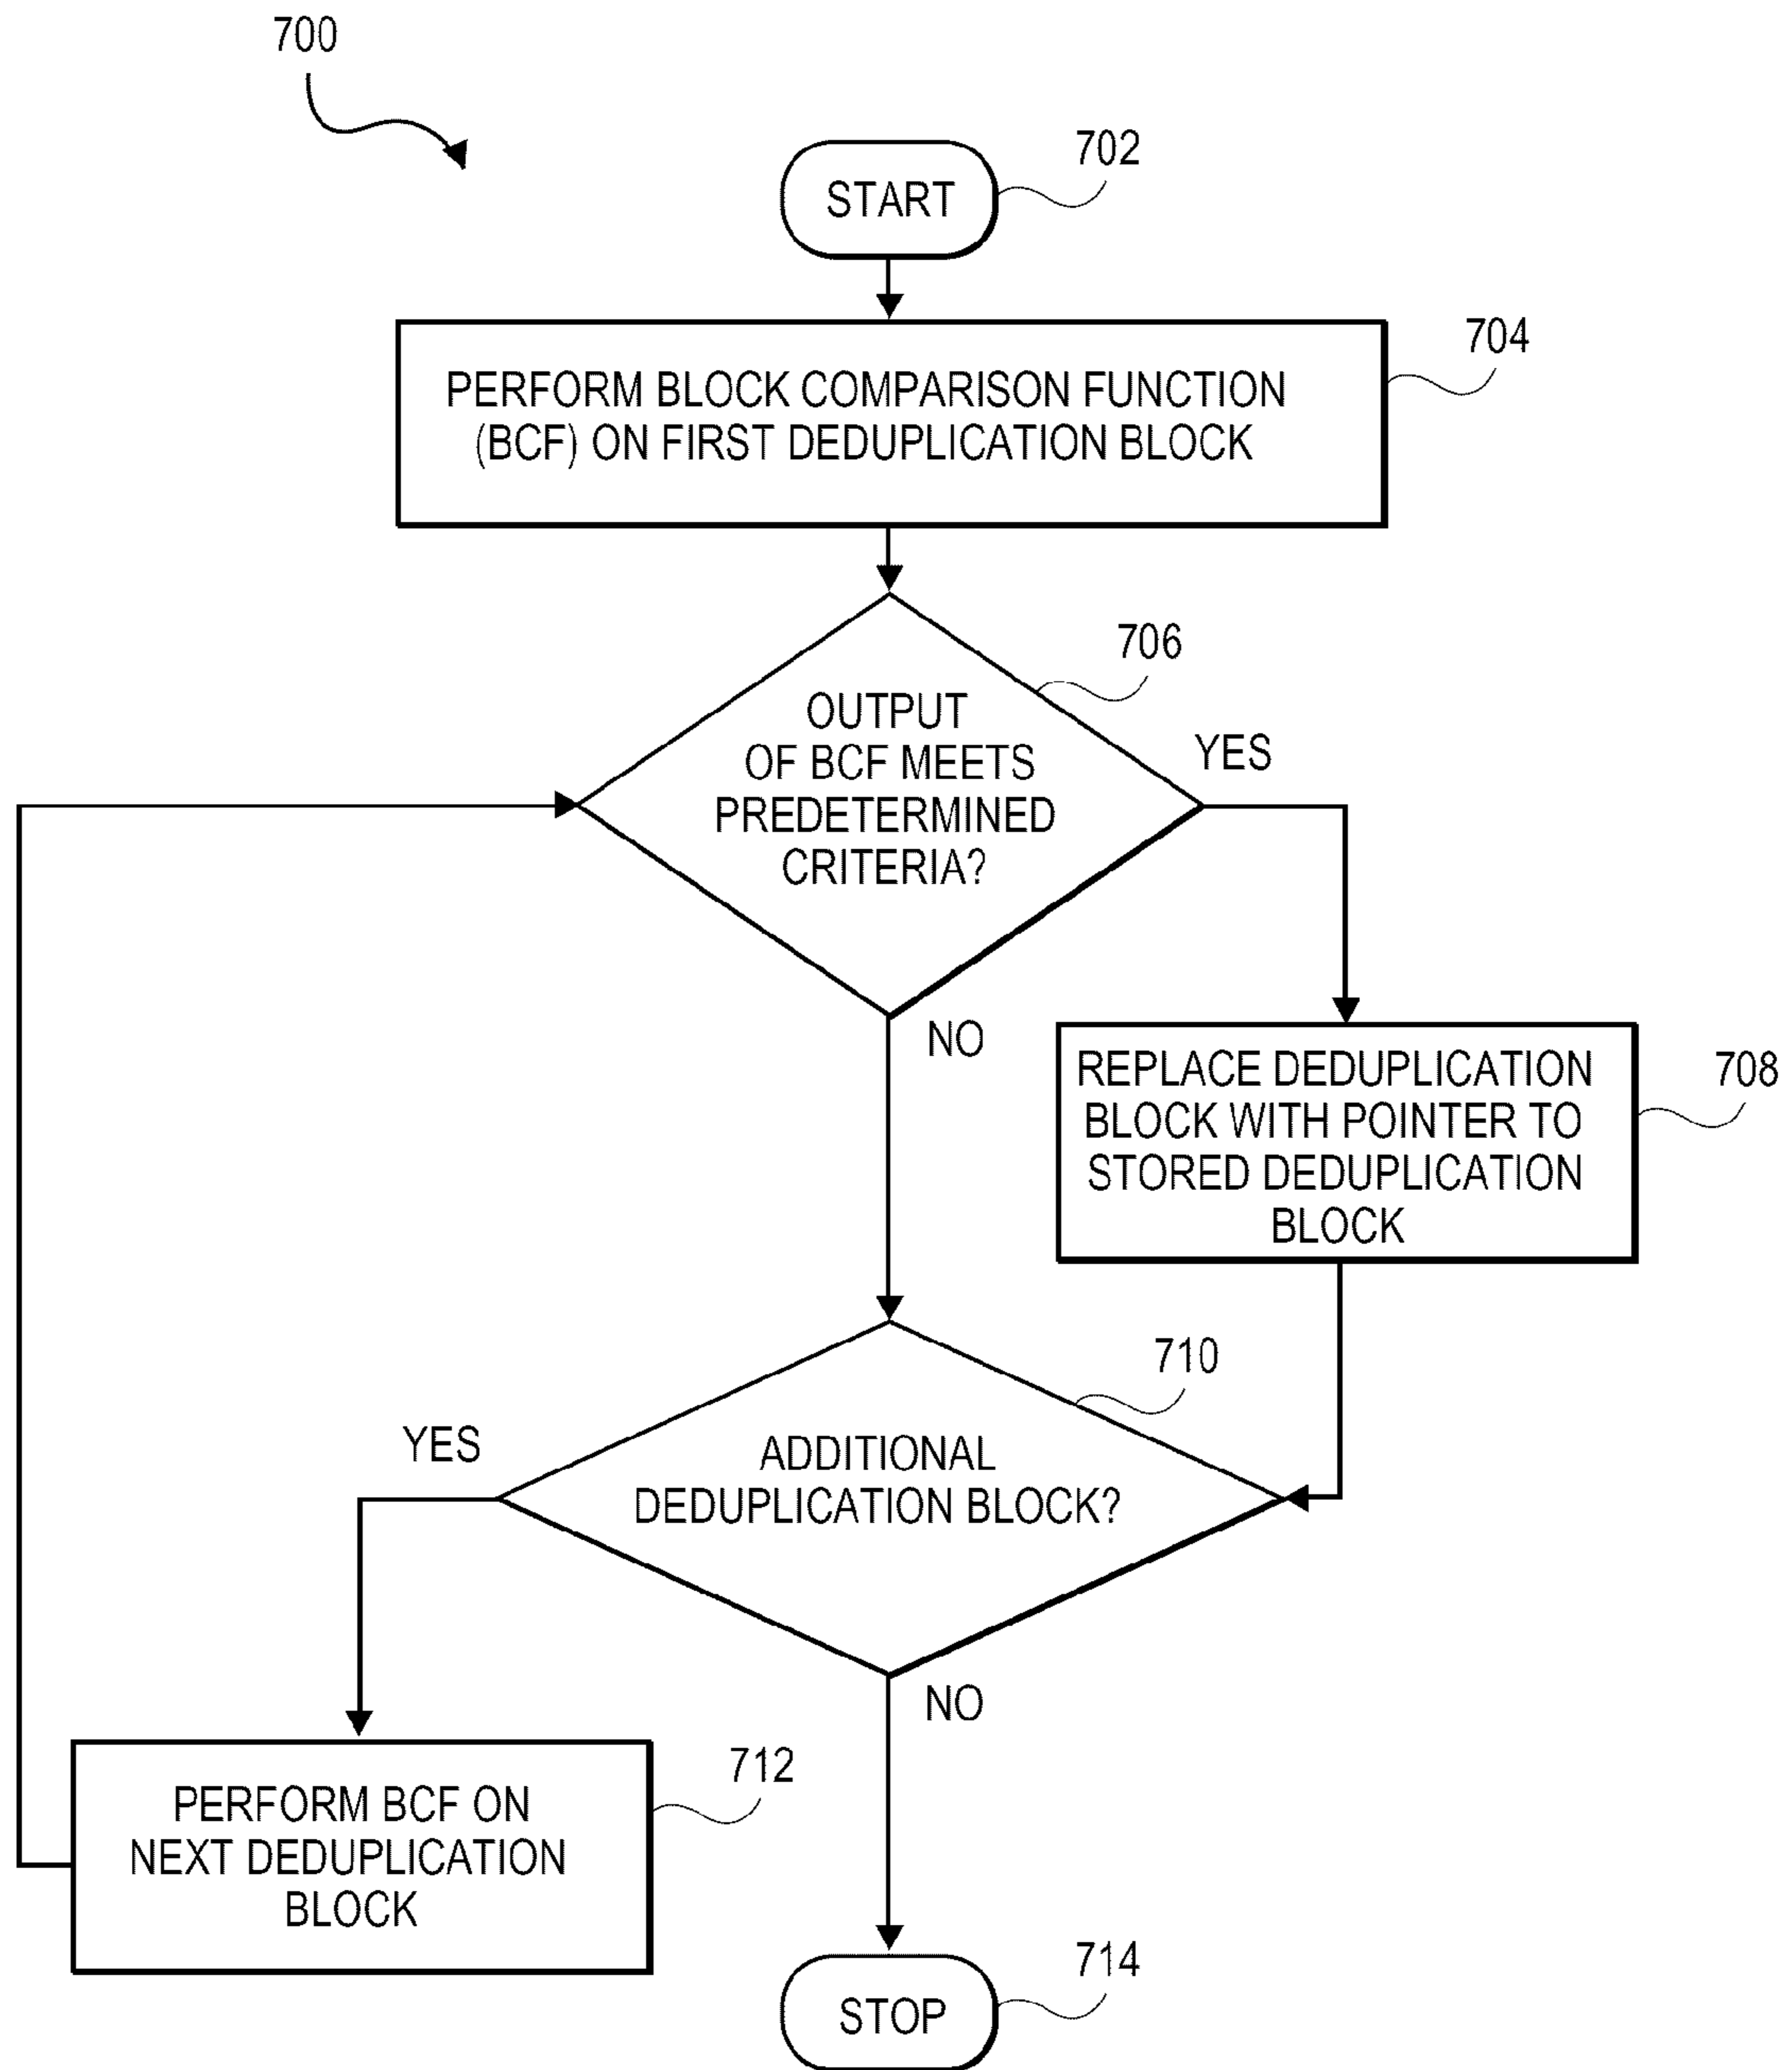 700
702
START
704
PERFORM BLOCK COMPARISON FUNCTION
(BCF) ON FIRST DEDUPLICATION BLOCK
706
OUTPUT
OF BCF MEETS
PREDETERMINED
CRITERIA?
YES
NO
708
REPLACE DEDUPLICATION
BLOCK WITH POINTER TO
STORED DEDUPLICATION
BLOCK
710
YES
ADDITIONAL
DEDUPLICATION BLOCK?
NO
712
PERFORM BCF ON
NEXT DEDUPLICATION
BLOCK
714
STOP